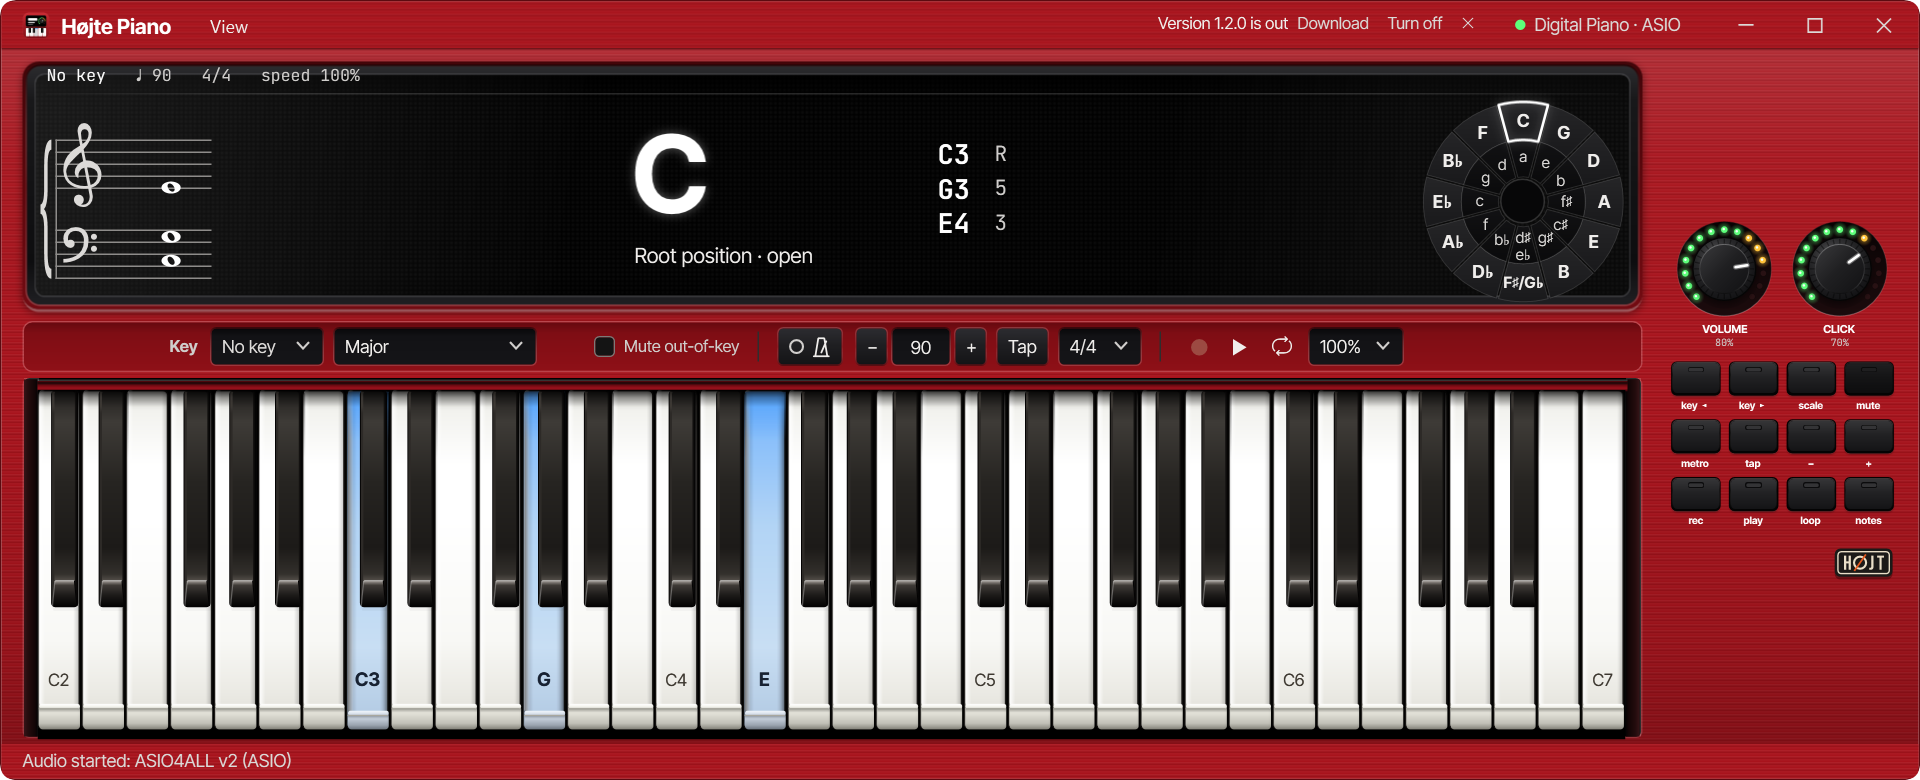 Højte Piano View Version 1.2.0 is out Download Turn off × Digital Piano · ASIO
No key ♩ 90 4/4 speed 100%
C
Root position · open
C3 R
G3 5
E4 3
C G D A E B F♯/G♭ D♭ A♭ E♭ B♭ F
a e b f♯ c♯ g♯ d♯ e♭ b♭ f c g d
VOLUME CLICK
80% 70%
Key No key Major Mute out-of-key − 90 + Tap 4/4 100%
key ◂ key ▸ scale mute
metro tap − +
rec play loop notes
HØJT
C2 C3 G C4 E C5 C6 C7
Audio started: ASIO4ALL v2 (ASIO)